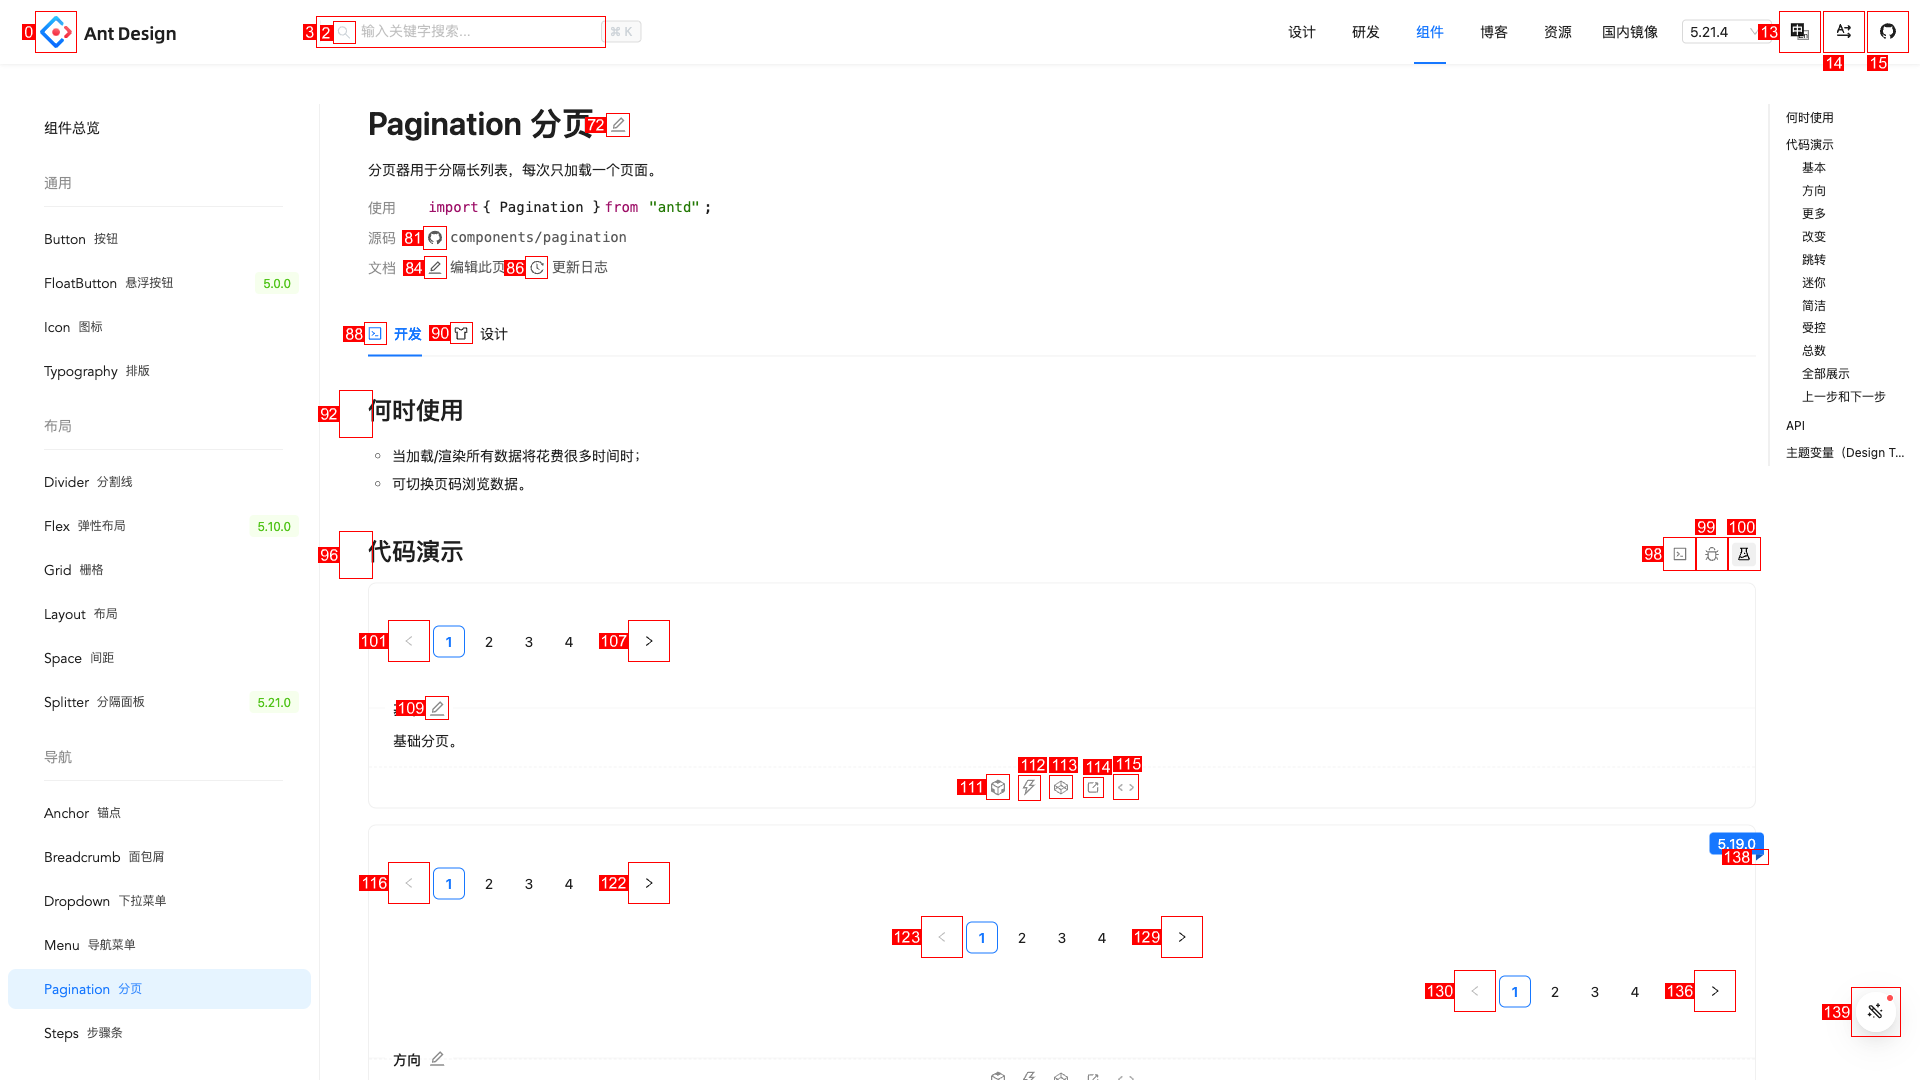 Ant Design
输入关键字搜索...
⌘ K
设计
研发
组件
博客
资源
国内镜像
5.21.4
0
3
2
13
14
15
组件总览
通用
Button 按钮
FloatButton 悬浮按钮 5.0.0
Icon 图标
Typography 排版
布局
Divider 分割线
Flex 弹性布局 5.10.0
Grid 栅格
Layout 布局
Space 间距
Splitter 分隔面板 5.21.0
导航
Anchor 锚点
Breadcrumb 面包屑
Dropdown 下拉菜单
Menu 导航菜单
Pagination 分页
Steps 步骤条
Pagination 分页
72
分页器用于分隔长列表，每次只加载一个页面。
使用 import { Pagination } from "antd";
源码 81 components/pagination
文档 84 编辑此页 86 更新日志
88 开发 90 设计
92 何时使用
当加载/渲染所有数据将花费很多时间时；
可切换页码浏览数据。
96 代码演示
98 99 100
101 < 1 2 3 4 107 >
109
基础分页。
111 112 113 114 115
5.19.0
138
116 < 1 2 3 4 122 >
123 < 1 2 3 4 129 >
130 < 1 2 3 4 136 >
139
方向
何时使用
代码演示
基本
方向
更多
改变
跳转
迷你
简洁
受控
总数
全部展示
上一步和下一步
API
主题变量（Design T...